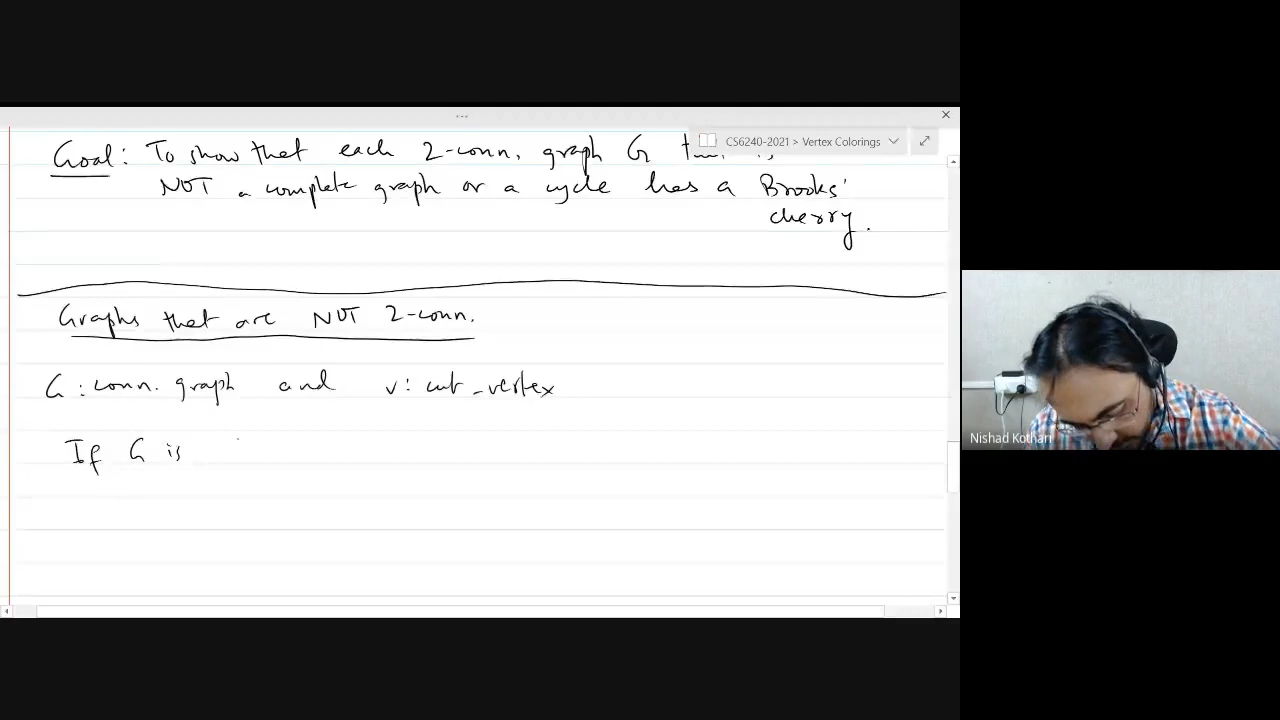 CS6240-2021 > Vertex Colorings
Goal: To show that each 2-conn. graph G
NOT a complete graph or a cycle has a Brooks'
cherry.
Graphs that are NOT 2-conn.
G: conn. graph and v: cut-vertex
If G is
Nishad Kothari